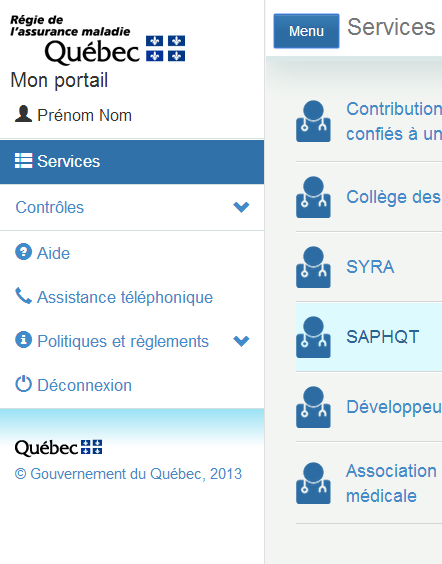 Régie de
l'assurance maladie
Québec
Mon portail
Prénom Nom
Services
Contrôles
Aide
Assistance téléphonique
Politiques et règlements
Déconnexion
Québec
© Gouvernement du Québec, 2013
Menu
Services
Contribution
confiés à un
Collège des
SYRA
SAPHQT
Développeu
Association
médicale